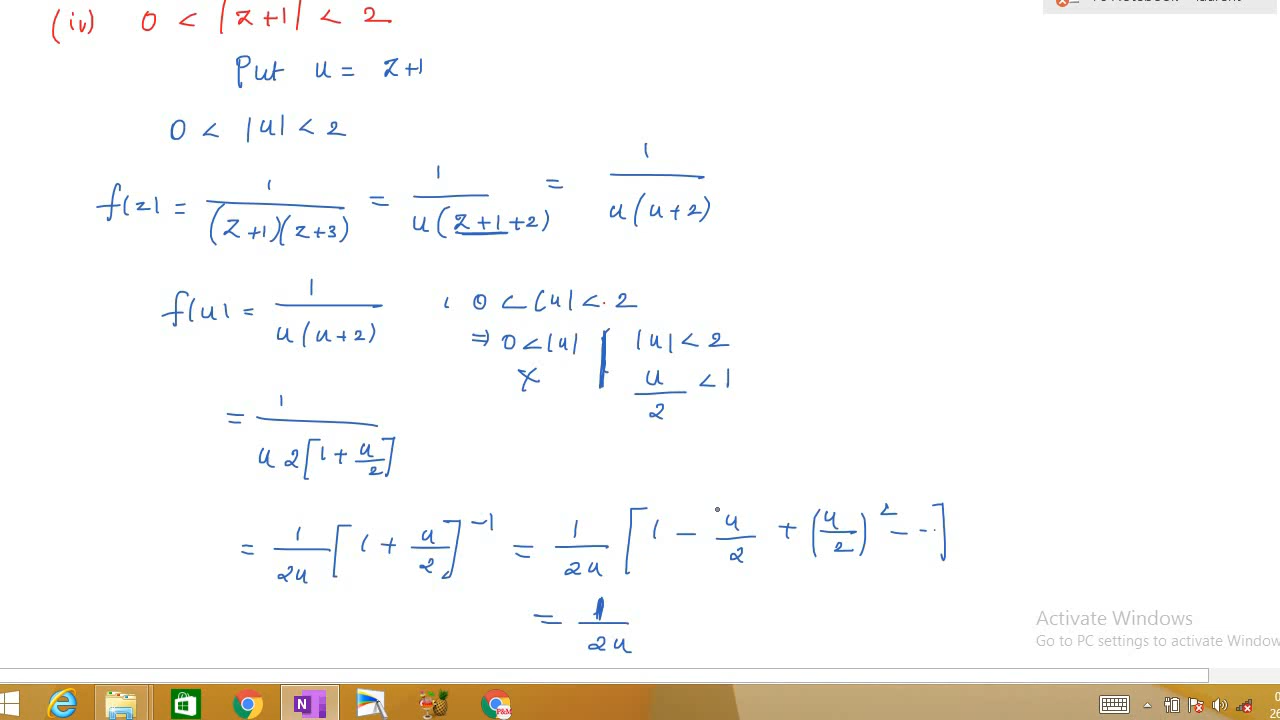 (iv) 0 < |z+1| < 2
Put u = z+1
0 < |u| < 2
f(z) = 1/((z+1)(z+3)) = 1/(u(z+1+2)) = 1/(u(u+2))
f(u) = 1/(u(u+2)) , 0 < |u| < 2
⇒ 0 < |u| | |u| < 2
x u/2 < 1
= 1/(u 2[1 + u/2])
= 1/2u [1 + u/2]^-1 = 1/2u [1 - u/2 + (u/2)^2 - ...]
= 1/2u
Activate Windows
Go to PC settings to activate Window
N
P&M